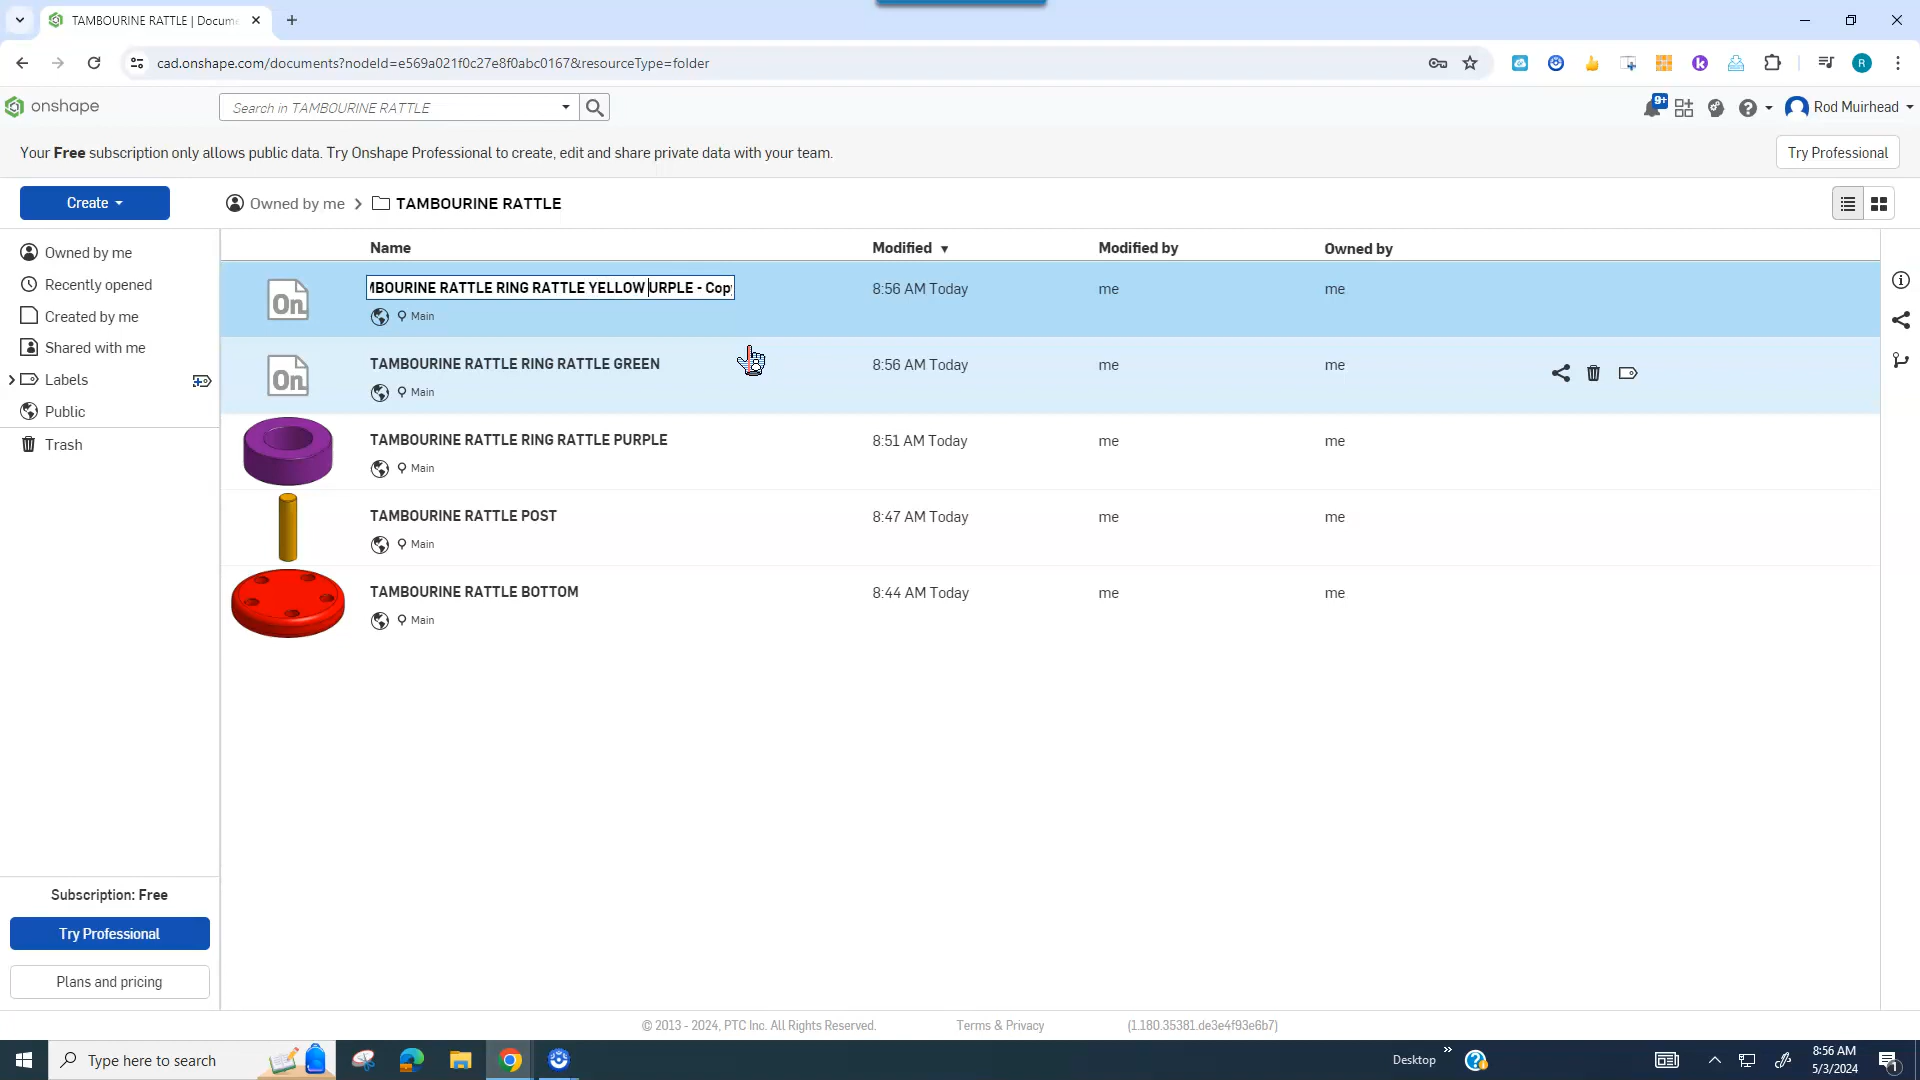 TAMBOURINE RATTLE | Docume
cad.onshape.com/documents?nodeId=e569a021f0c27e8f0abc0167&resourceType=folder
R
onshape
Search in TAMBOURINE RATTLE
9+
Rod Muirhead
Your Free subscription only allows public data. Try Onshape Professional to create, edit and share private data with your team.
Try Professional
Create
Owned by me
TAMBOURINE RATTLE
Owned by me
Recently opened
Created by me
Shared with me
Labels
Public
Trash
Name
Modified
Modified by
Owned by
On
MBOURINE RATTLE RING RATTLE YELLOW URPLE - Cop
Main
8:56 AM Today
me
me
On
TAMBOURINE RATTLE RING RATTLE GREEN
Main
8:56 AM Today
me
me
TAMBOURINE RATTLE RING RATTLE PURPLE
Main
8:51 AM Today
me
me
TAMBOURINE RATTLE POST
Main
8:47 AM Today
me
me
TAMBOURINE RATTLE BOTTOM
Main
8:44 AM Today
me
me
Subscription: Free
Try Professional
Plans and pricing
© 2013 - 2024, PTC Inc. All Rights Reserved.
Terms & Privacy
(1.180.35381.de3e4f93e6b7)
Type here to search
Desktop
8:56 AM
5/3/2024
1